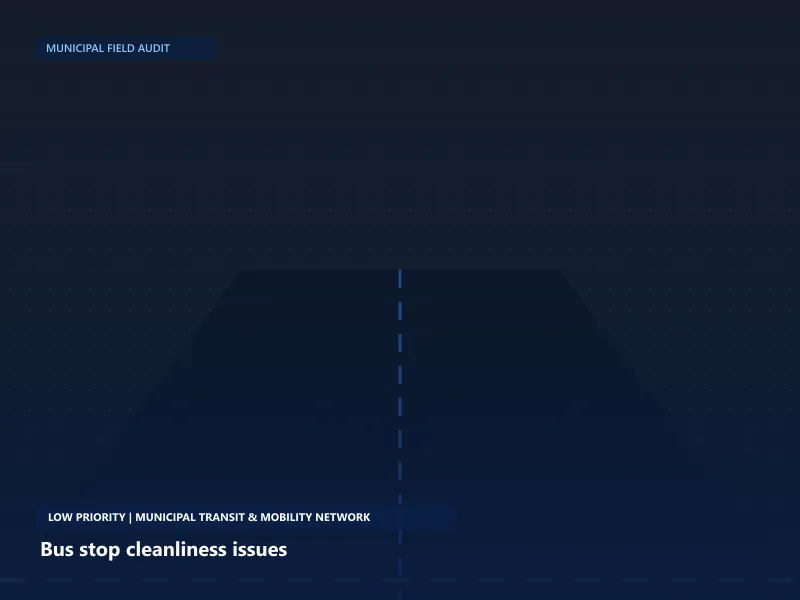 MUNICIPAL FIELD AUDIT
LOW PRIORITY | MUNICIPAL TRANSIT & MOBILITY NETWORK
Bus stop cleanliness issues